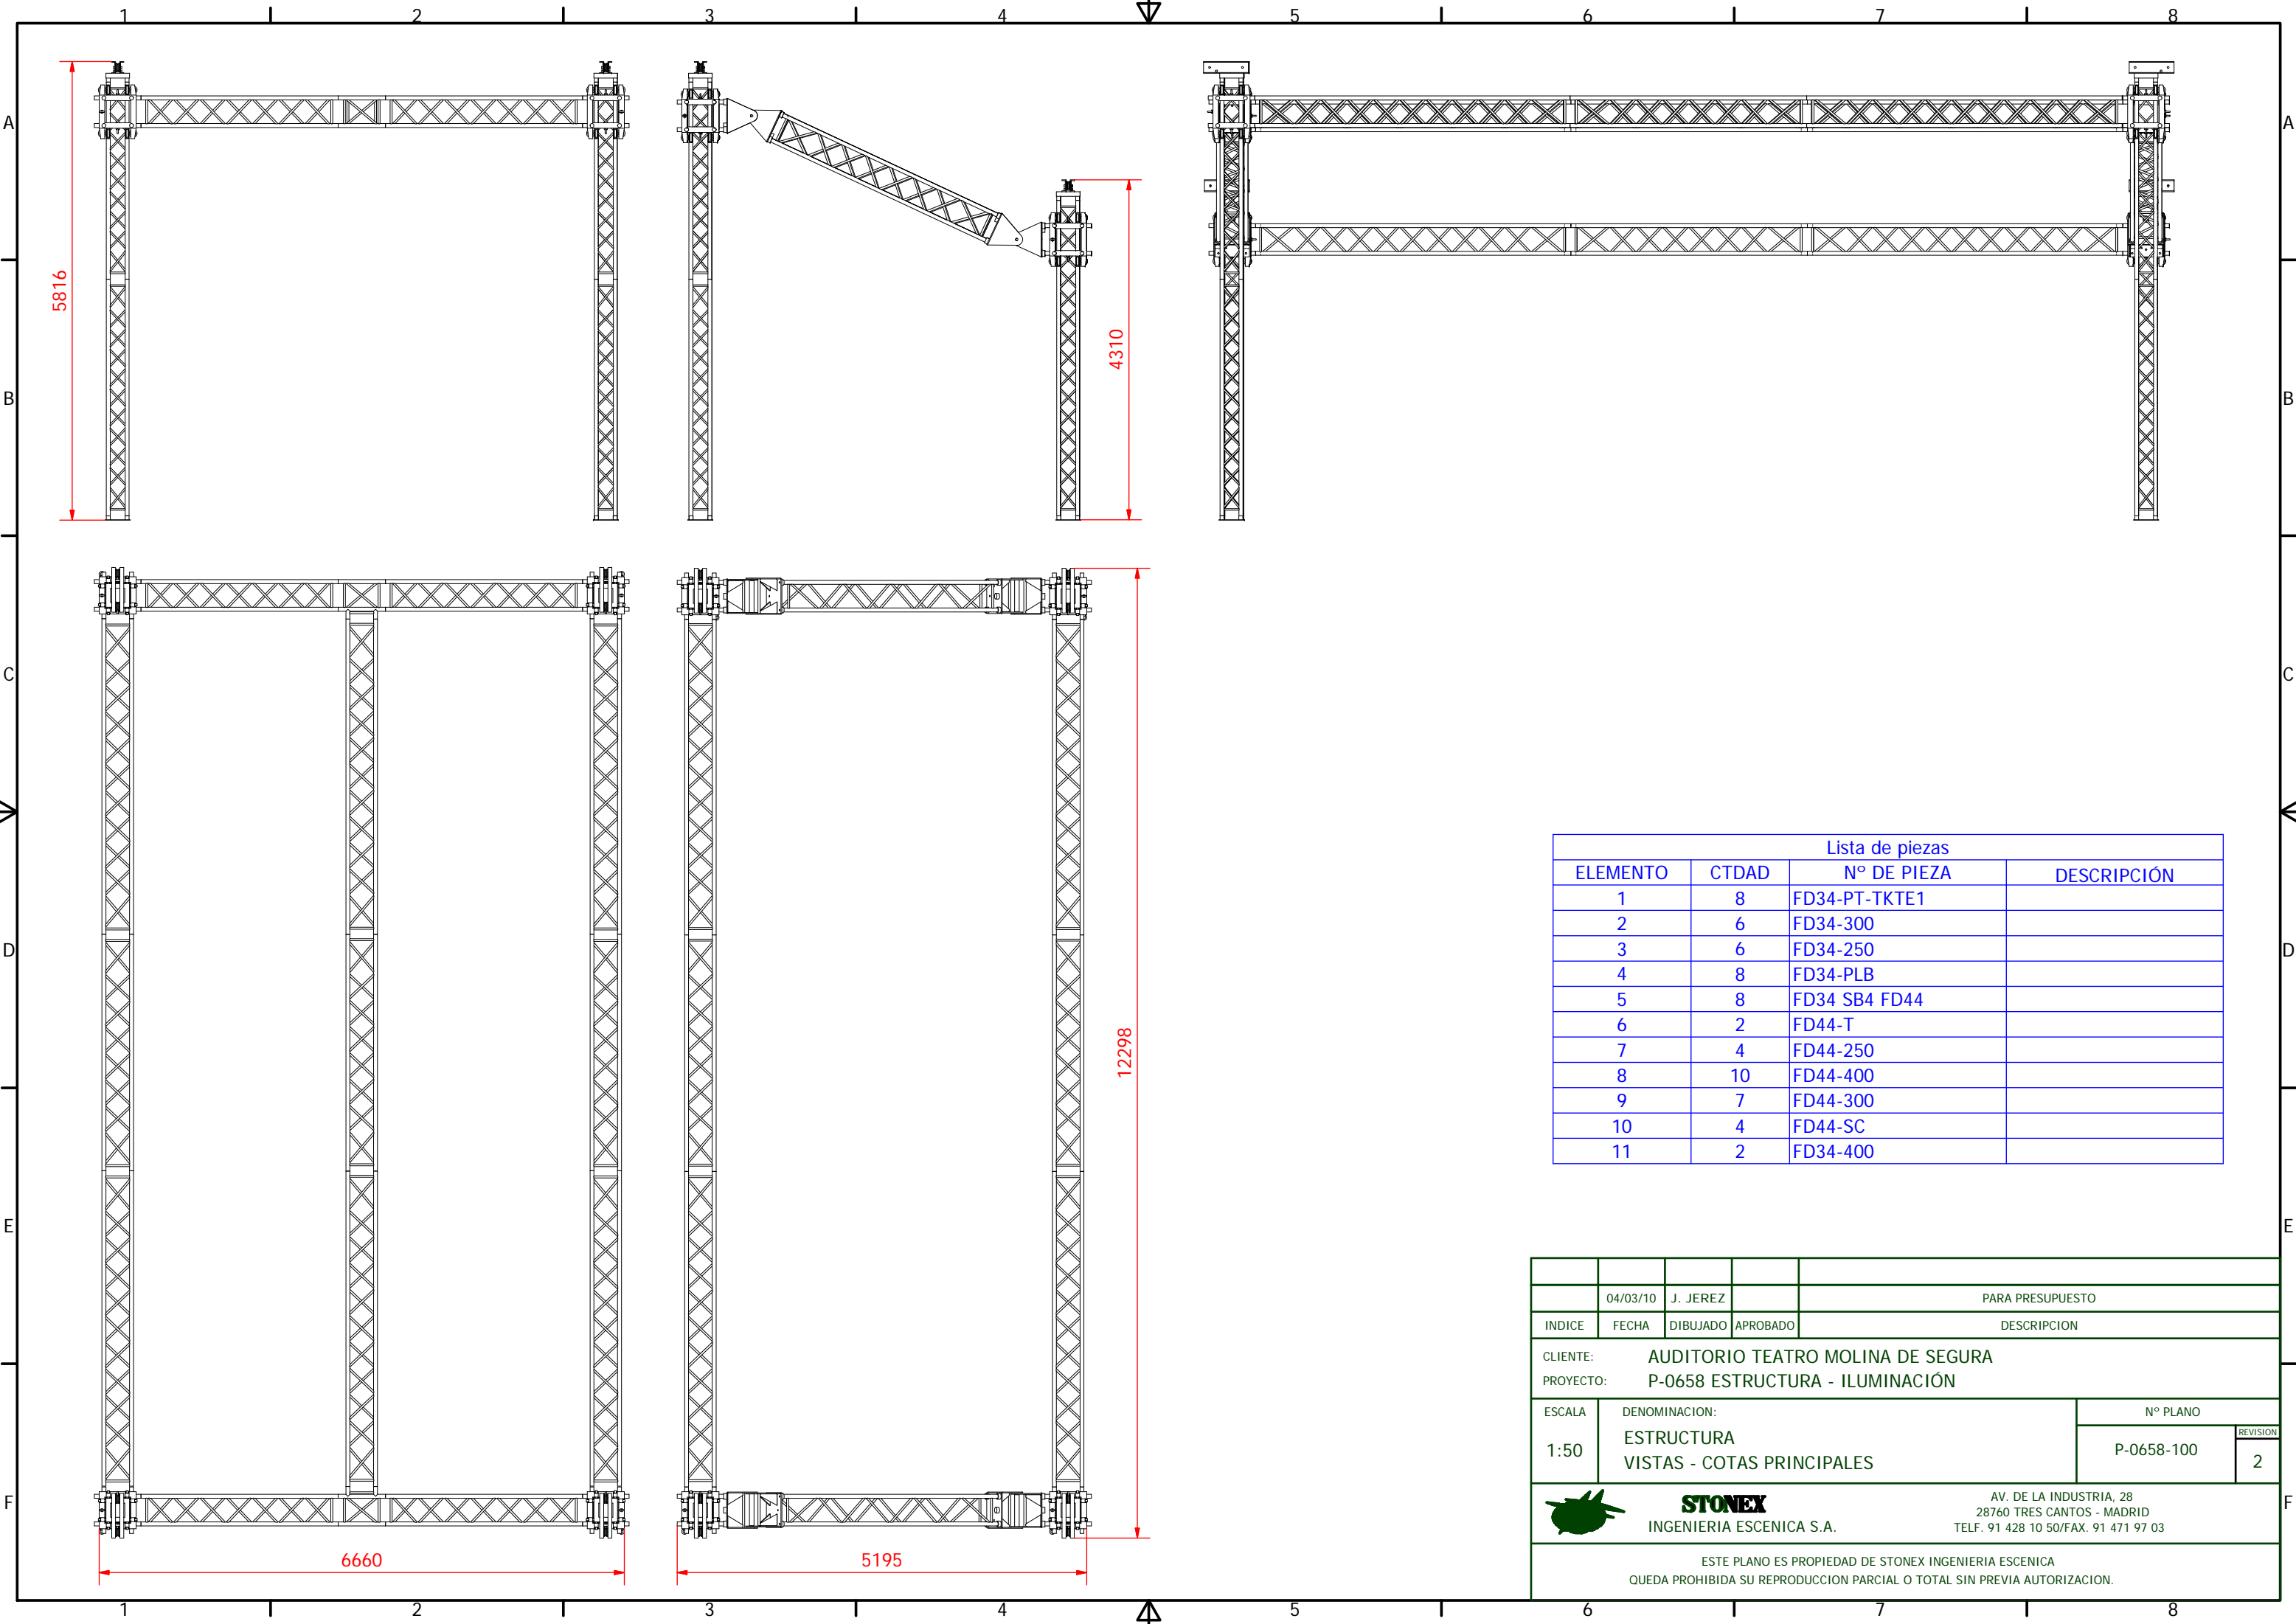 1 2 3 4 5 6 7 8
A A
B B
C C
D D
E E
F F
5816
4310
12298
6660
5195
Lista de piezas
ELEMENTO CTDAD Nº DE PIEZA DESCRIPCIÓN
1 8 FD34-PT-TKTE1
2 6 FD34-300
3 6 FD34-250
4 8 FD34-PLB
5 8 FD34 SB4 FD44
6 2 FD44-T
7 4 FD44-250
8 10 FD44-400
9 7 FD44-300
10 4 FD44-SC
11 2 FD34-400
04/03/10 J. JEREZ PARA PRESUPUESTO
INDICE FECHA DIBUJADO APROBADO DESCRIPCION
CLIENTE: AUDITORIO TEATRO MOLINA DE SEGURA
PROYECTO: P-0658 ESTRUCTURA - ILUMINACIÓN
ESCALA DENOMINACION: Nº PLANO
1:50 ESTRUCTURA
VISTAS - COTAS PRINCIPALES
P-0658-100
REVISION
2
STONEX
INGENIERIA ESCENICA S.A.
AV. DE LA INDUSTRIA, 28
28760 TRES CANTOS - MADRID
TELF. 91 428 10 50/FAX. 91 471 97 03
ESTE PLANO ES PROPIEDAD DE STONEX INGENIERIA ESCENICA
QUEDA PROHIBIDA SU REPRODUCCION PARCIAL O TOTAL SIN PREVIA AUTORIZACION.
1 2 3 4 5 6 7 8